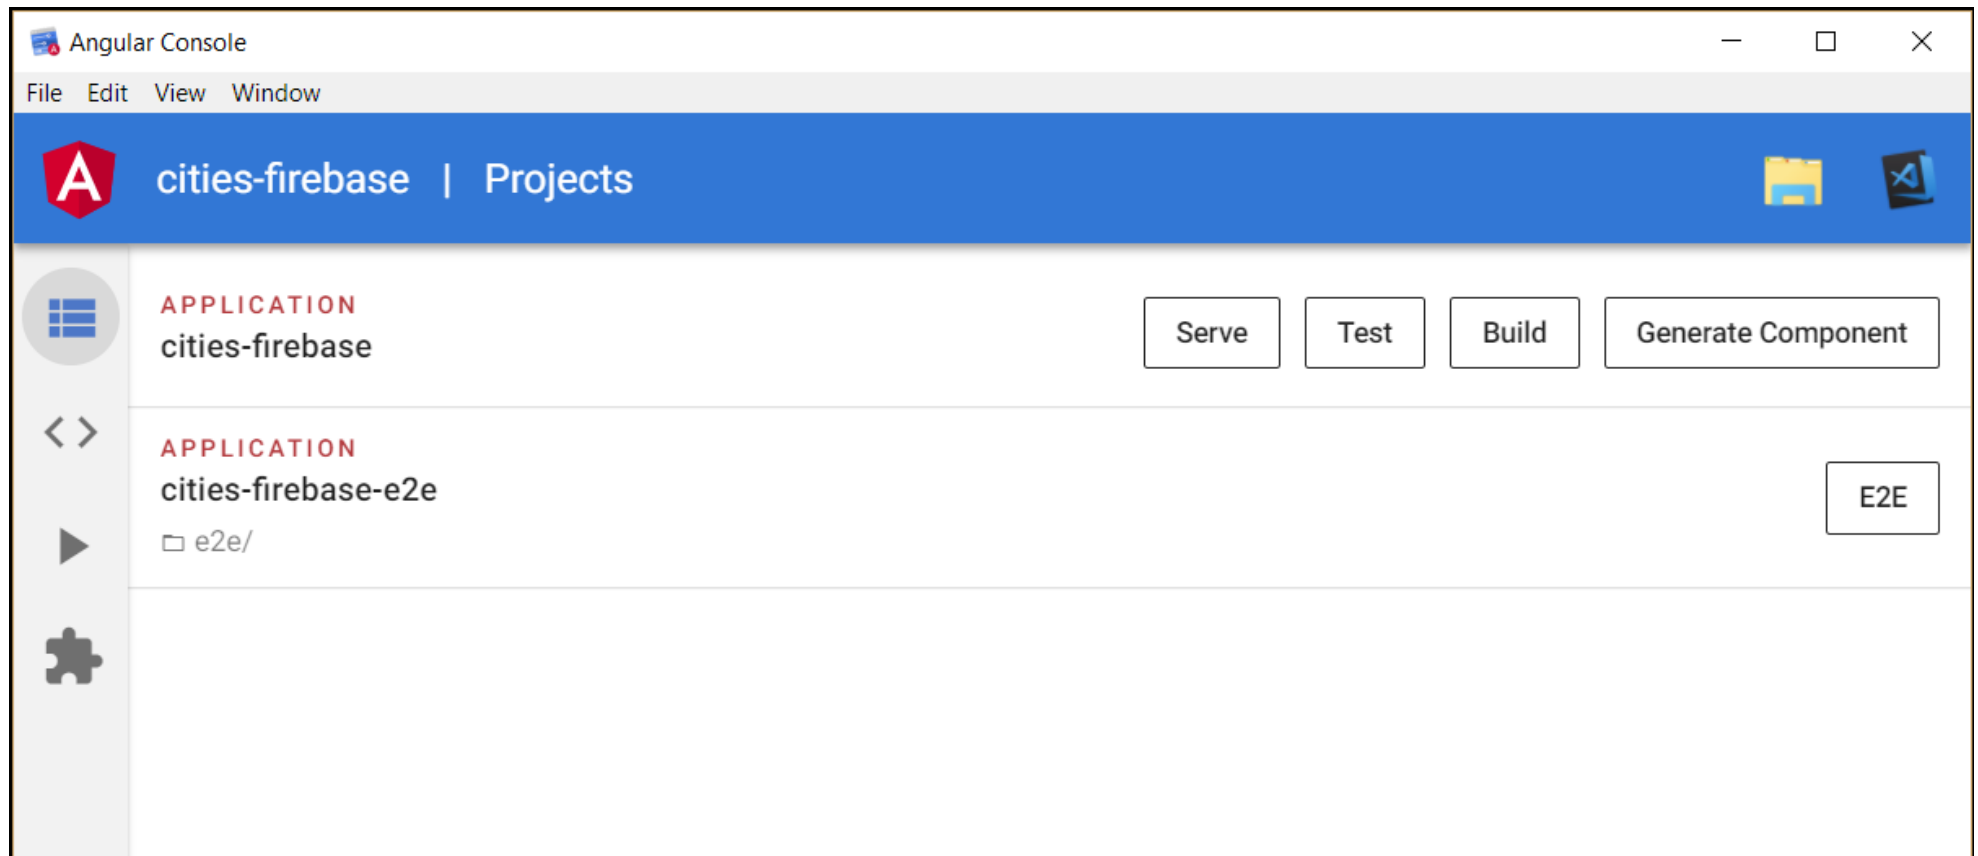 Angular Console
File Edit View Window
cities-firebase | Projects
APPLICATION
cities-firebase
Serve Test Build Generate Component
APPLICATION
cities-firebase-e2e
e2e/
E2E